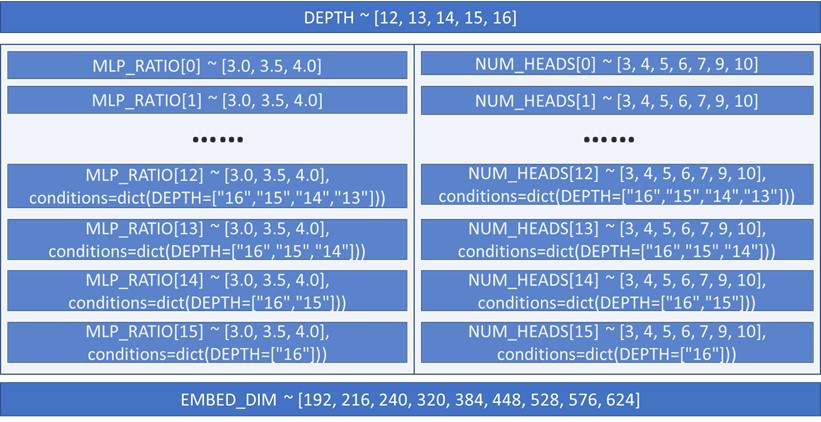 DEPTH ~ [12, 13, 14, 15, 16]
MLP_RATIO[0] ~ [3.0, 3.5, 4.0]
MLP_RATIO[1] ~ [3.0, 3.5, 4.0]
......
MLP_RATIO[12] ~ [3.0, 3.5, 4.0],
conditions=dict(DEPTH=["16","15","14","13"]))
MLP_RATIO[13] ~ [3.0, 3.5, 4.0],
conditions=dict(DEPTH=["16","15","14"]))
MLP_RATIO[14] ~ [3.0, 3.5, 4.0],
conditions=dict(DEPTH=["16","15"]))
MLP_RATIO[15] ~ [3.0, 3.5, 4.0],
conditions=dict(DEPTH=["16"]))
NUM_HEADS[0] ~ [3, 4, 5, 6, 7, 9, 10]
NUM_HEADS[1] ~ [3, 4, 5, 6, 7, 9, 10]
......
NUM_HEADS[12] ~ [3, 4, 5, 6, 7, 9, 10],
conditions=dict(DEPTH=["16","15","14","13"]))
NUM_HEADS[13] ~ [3, 4, 5, 6, 7, 9, 10],
conditions=dict(DEPTH=["16","15","14"]))
NUM_HEADS[14] ~ [3, 4, 5, 6, 7, 9, 10],
conditions=dict(DEPTH=["16","15"]))
NUM_HEADS[15] ~ [3, 4, 5, 6, 7, 9, 10],
conditions=dict(DEPTH=["16"]))
EMBED_DIM ~ [192, 216, 240, 320, 384, 448, 528, 576, 624]